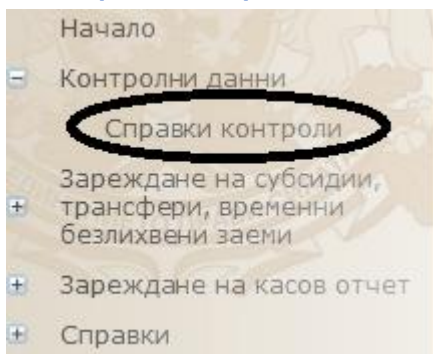 Начало
Контролни данни
Справки контроли
Зареждане на субсидии,
трансфери, временни
безлихвени заеми
Зареждане на касов отчет
Справки